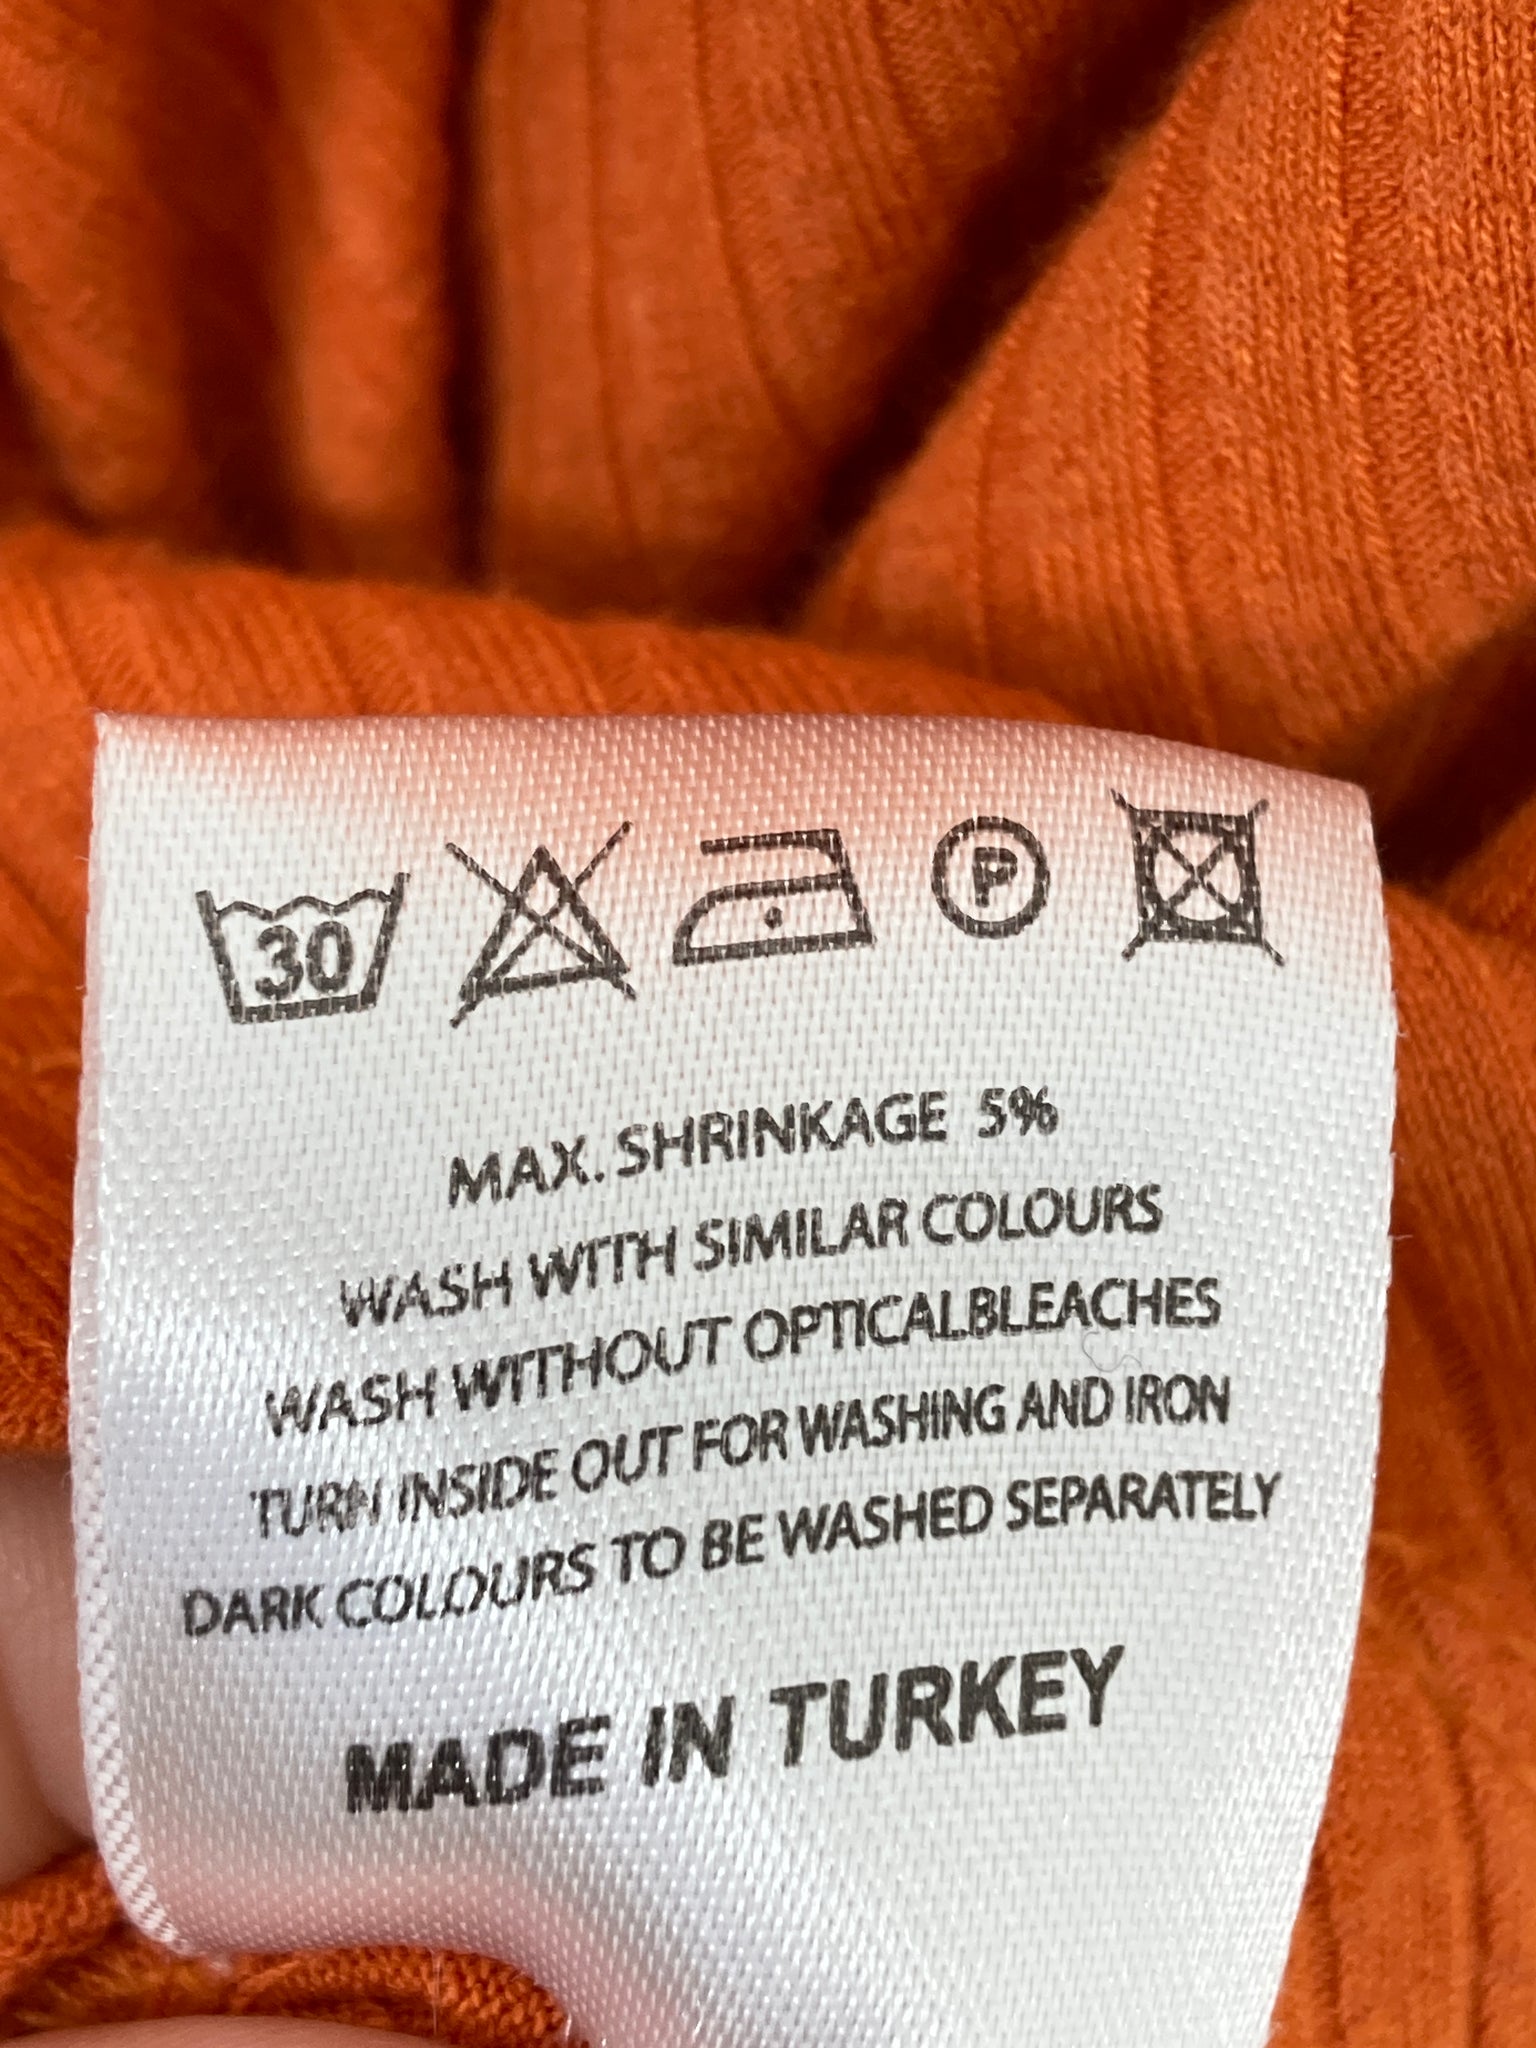 30 P
MAX. SHRINKAGE 5%
WASH WITH SIMILAR COLOURS
WASH WITHOUT OPTICALBLEACHES
TURN INSIDE OUT FOR WASHING AND IRON
DARK COLOURS TO BE WASHED SEPARATELY
MADE IN TURKEY